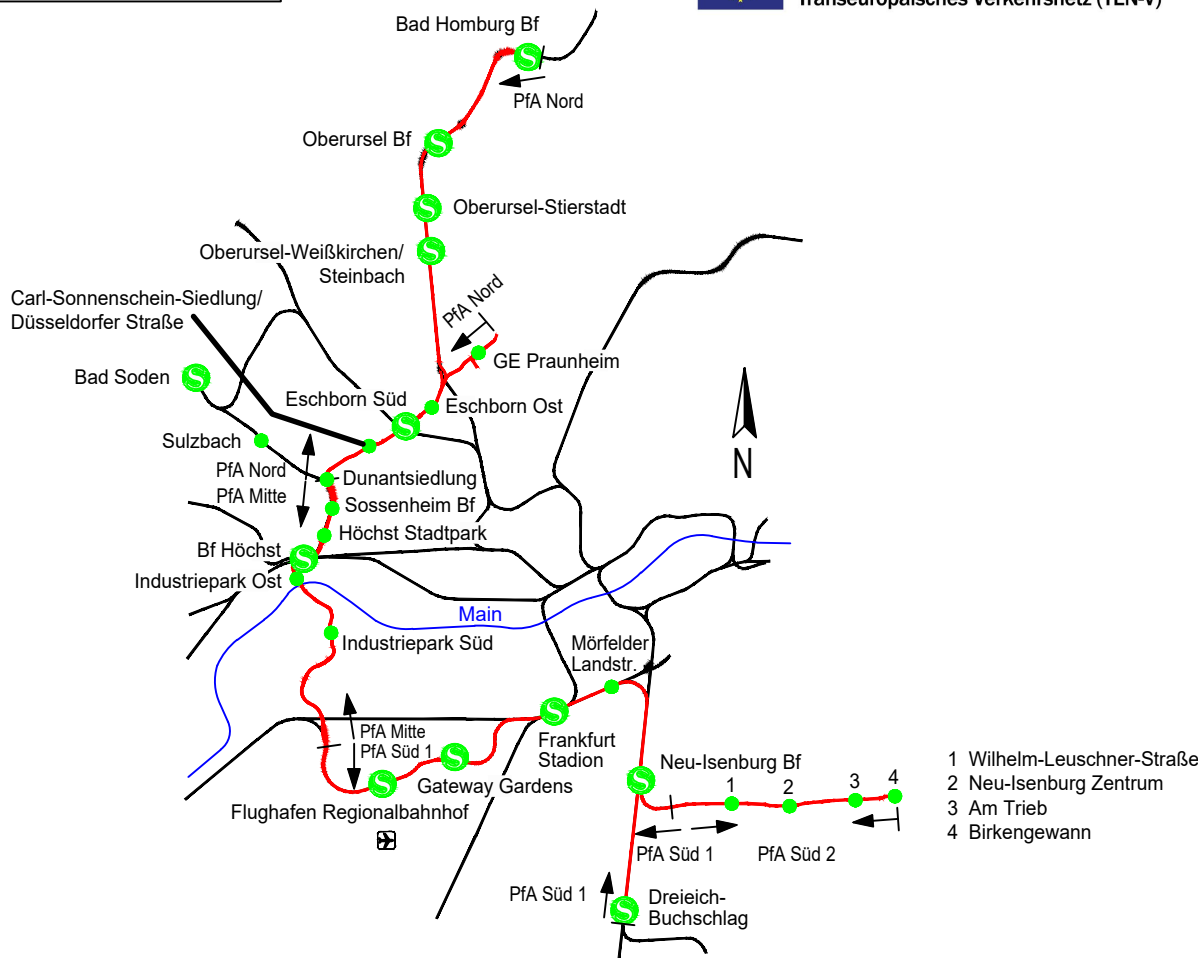 Transeuropäisches Verkehrsnetz (TEN-V)
Bad Homburg Bf
PfA Nord
Oberursel Bf
Oberursel-Stierstadt
Oberursel-Weißkirchen/
Steinbach
PfA Nord
Carl-Sonnenschein-Siedlung/
Düsseldorfer Straße
GE Praunheim
Bad Soden
Eschborn Süd
Eschborn Ost
Sulzbach
PfA Nord
PfA Mitte
Dunantsiedlung
N
Sossenheim Bf
Höchst Stadtpark
Bf Höchst
Industriepark Ost
Main
Industriepark Süd
Mörfelder
Landstr.
PfA Mitte
PfA Süd 1
Frankfurt
Stadion
Gateway Gardens
Flughafen Regionalbahnhof
Neu-Isenburg Bf
1
2
3
4
1 Wilhelm-Leuschner-Straße
2 Neu-Isenburg Zentrum
3 Am Trieb
4 Birkengewann
PfA Süd 1
PfA Süd 2
PfA Süd 1
Dreieich-
Buchschlag
S
S
S
S
S
S
S
S
S
S
S
S